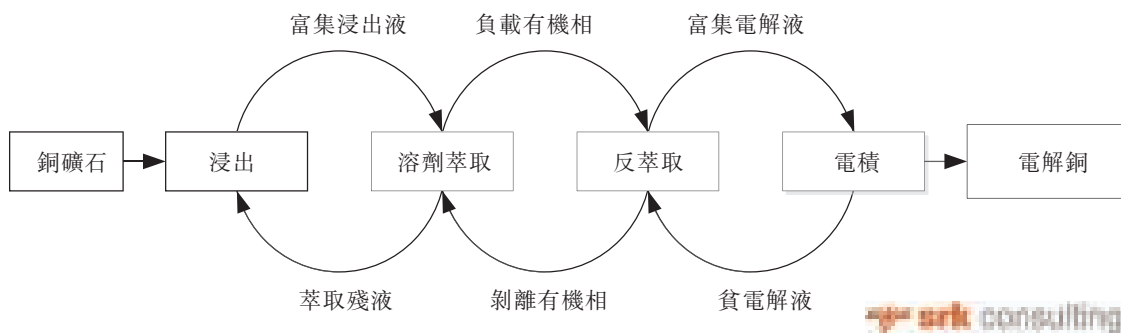 富集浸出液 負載有機相 富集電解液
銅礦石 浸出 溶劑萃取 反萃取 電積 電解銅
萃取殘液 剝離有機相 貧電解液
srk consulting